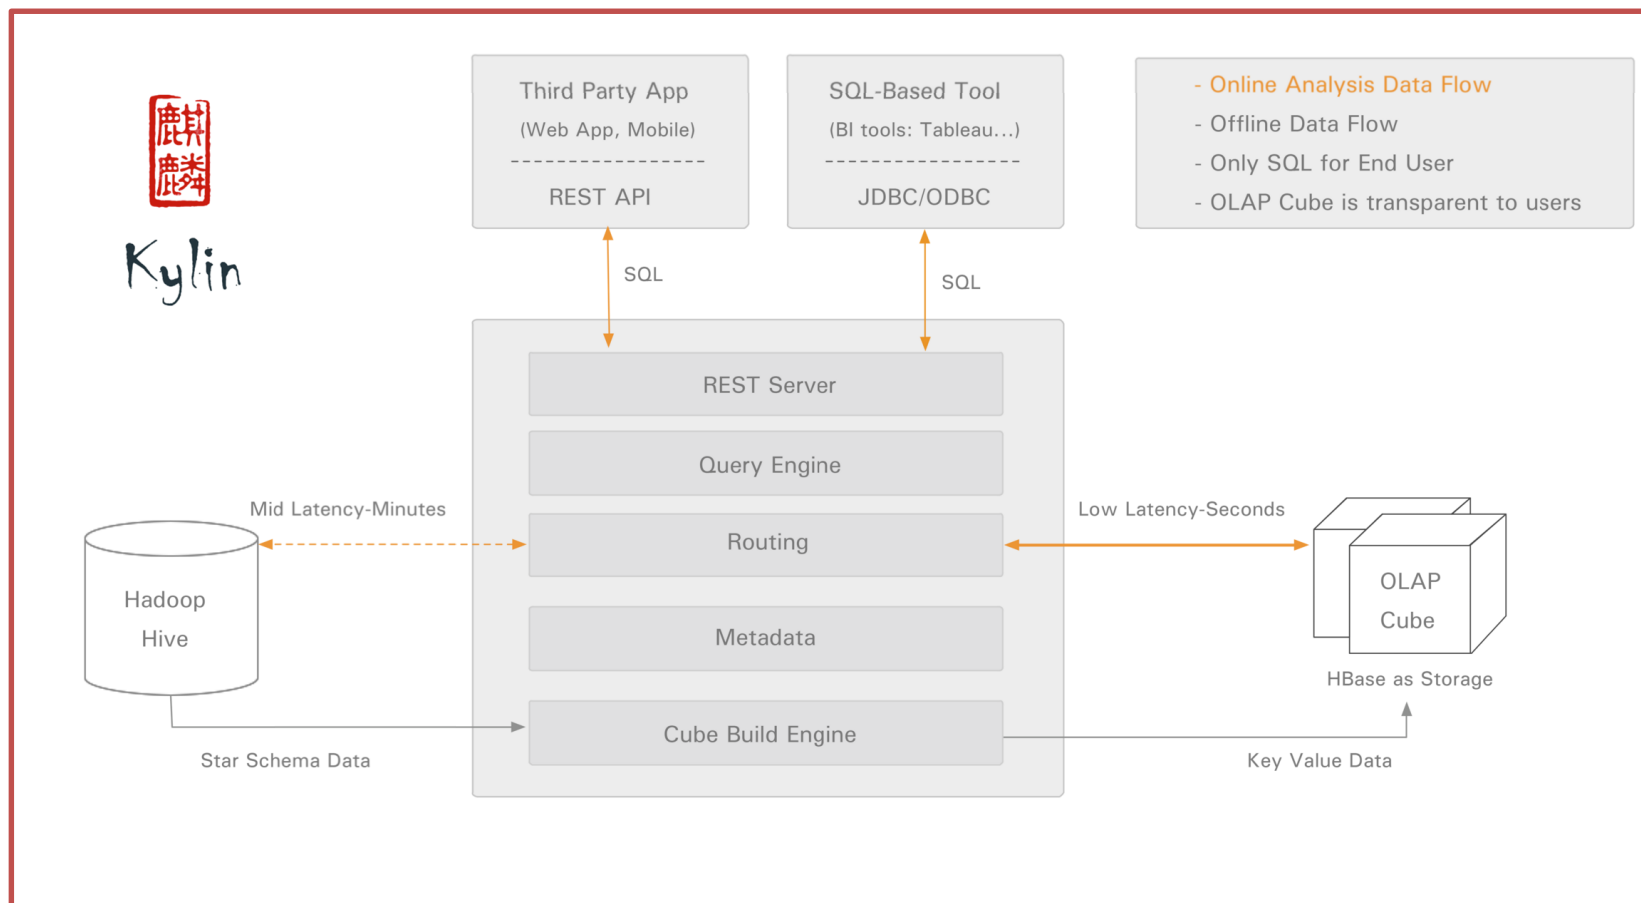 麒
麟
Kylin
Third Party App
(Web App, Mobile)
REST API
SQL-Based Tool
(BI tools: Tableau...)
JDBC/ODBC
- Online Analysis Data Flow
- Offline Data Flow
- Only SQL for End User
- OLAP Cube is transparent to users
SQL
SQL
REST Server
Query Engine
Mid Latency-Minutes
Low Latency-Seconds
Routing
Hadoop
Hive
OLAP
Cube
Metadata
HBase as Storage
Cube Build Engine
Star Schema Data
Key Value Data